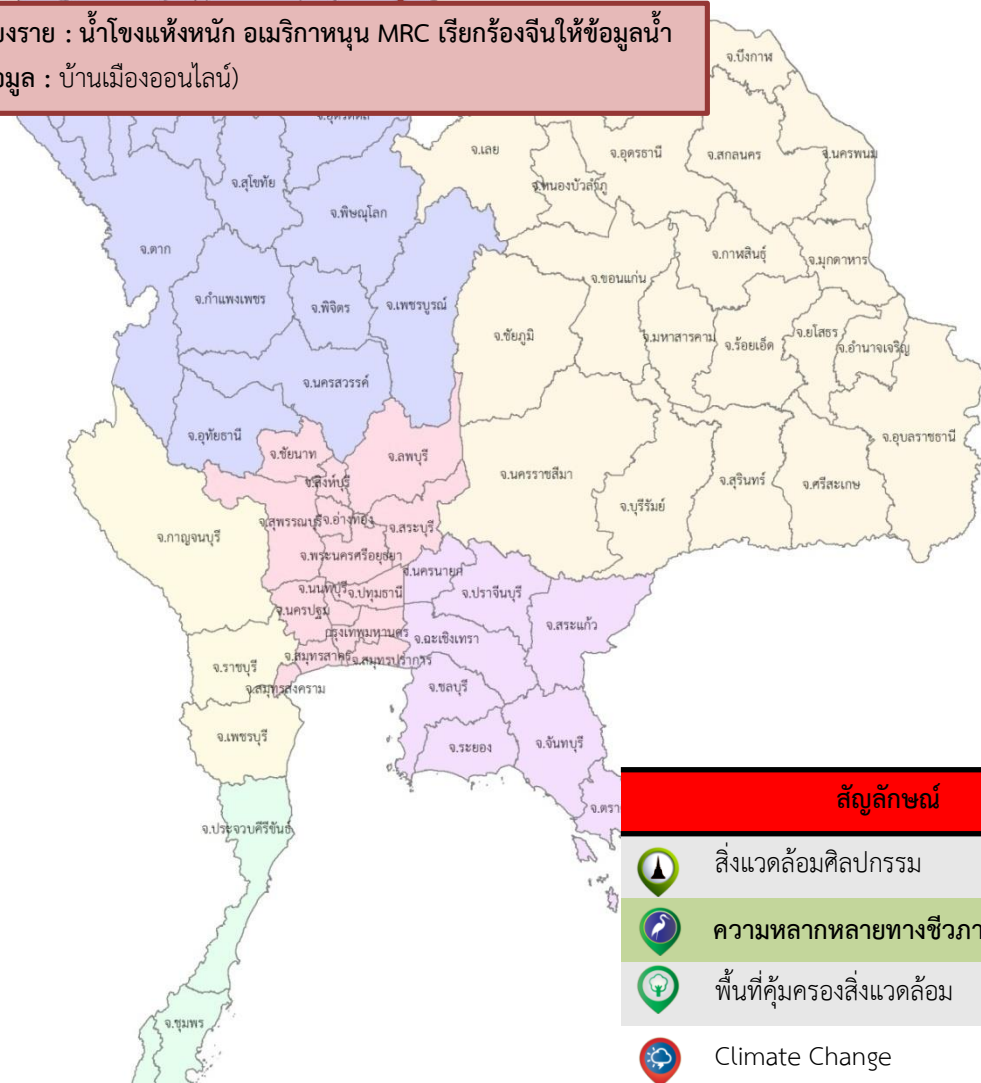 ยงราย : น้ำโขงแห้งหนัก อเมริกาหนุน MRC เรียกร้องจีนให้ข้อมูลน้ำ
อมูล : บ้านเมืองออนไลน์)
จ.บึงกาฬ
จ.เลย
จ.อุดรธานี
จ.สกลนคร
จ.นครพนม
จ.หนองบัวลำภู
จ.สุโขทัย
จ.พิษณุโลก
จ.ตาก
จ.กาฬสินธุ์
จ.มุกดาหาร
จ.ขอนแก่น
จ.กำแพงเพชร
จ.พิจิตร
จ.เพชรบูรณ์
จ.ชัยภูมิ
จ.มหาสารคาม
จ.ร้อยเอ็ด
จ.ยโสธร
จ.อำนาจเจริญ
จ.นครสวรรค์
จ.อุทัยธานี
จ.ชัยนาท
จ.ลพบุรี
จ.อุบลราชธานี
จ.นครราชสีมา
จ.สุรินทร์
จ.ศรีสะเกษ
จ.สิงห์บุรี
จ.บุรีรัมย์
จ.สุพรรณบุรี
จ.อ่างทอง
จ.สระบุรี
จ.กาญจนบุรี
จ.พระนครศรีอยุธยา
จ.นครนายก
จ.นนทบุรี
จ.ปทุมธานี
จ.ปราจีนบุรี
จ.นครปฐม
จ.สระแก้ว
กรุงเทพมหานคร
จ.ฉะเชิงเทรา
จ.สมุทรสาคร
จ.สมุทรปราการ
จ.ราชบุรี
จ.สมุทรสงคราม
จ.ชลบุรี
จ.เพชรบุรี
จ.ระยอง
จ.จันทบุรี
จ.ตรา
จ.ประจวบคีรีขันธ์
จ.ชุมพร
สัญลักษณ์
สิ่งแวดล้อมศิลปกรรม
ความหลากหลายทางชีวภา
พื้นที่คุ้มครองสิ่งแวดล้อม
Climate Change